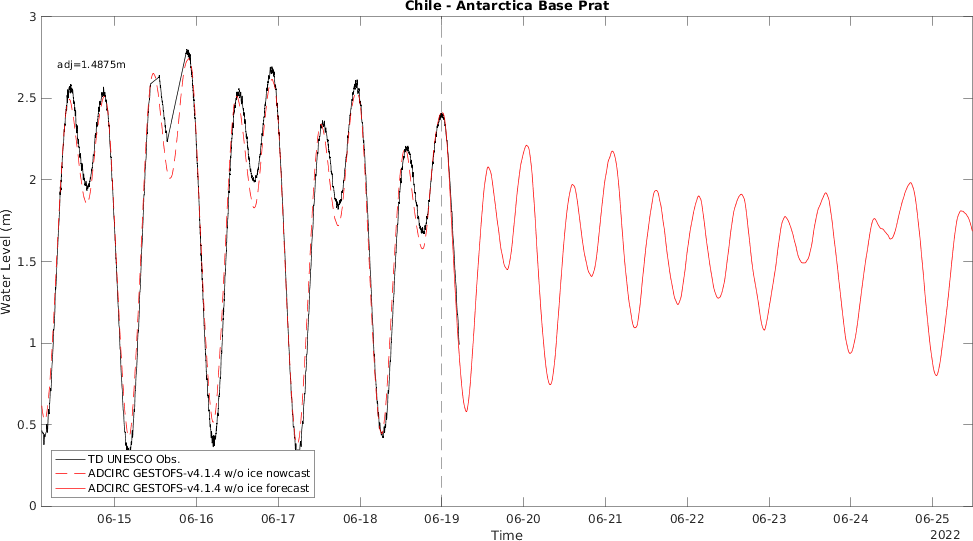 Chile - Antarctica Base Prat
adj=1.4875m
Water Level (m)
3
2.5
2
1.5
1
0.5
0
TD UNESCO Obs.
ADCIRC GESTOFS-v4.1.4 w/o ice nowcast
ADCIRC GESTOFS-v4.1.4 w/o ice forecast
06-15 06-16 06-17 06-18 06-19 06-20 06-21 06-22 06-23 06-24 06-25
Time
2022